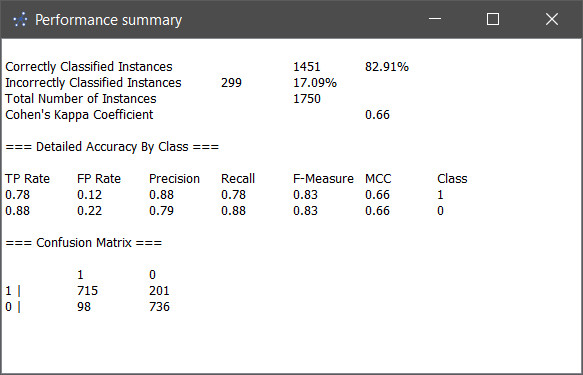 Performance summary
Correctly Classified Instances 1451 82.91%
Incorrectly Classified Instances 299 17.09%
Total Number of Instances 1750
Cohen's Kappa Coefficient 0.66
=== Detailed Accuracy By Class ===
TP Rate FP Rate Precision Recall F-Measure MCC Class
0.78 0.12 0.88 0.78 0.83 0.66 1
0.88 0.22 0.79 0.88 0.83 0.66 0
=== Confusion Matrix ===
1 0
1 | 715 201
0 | 98 736